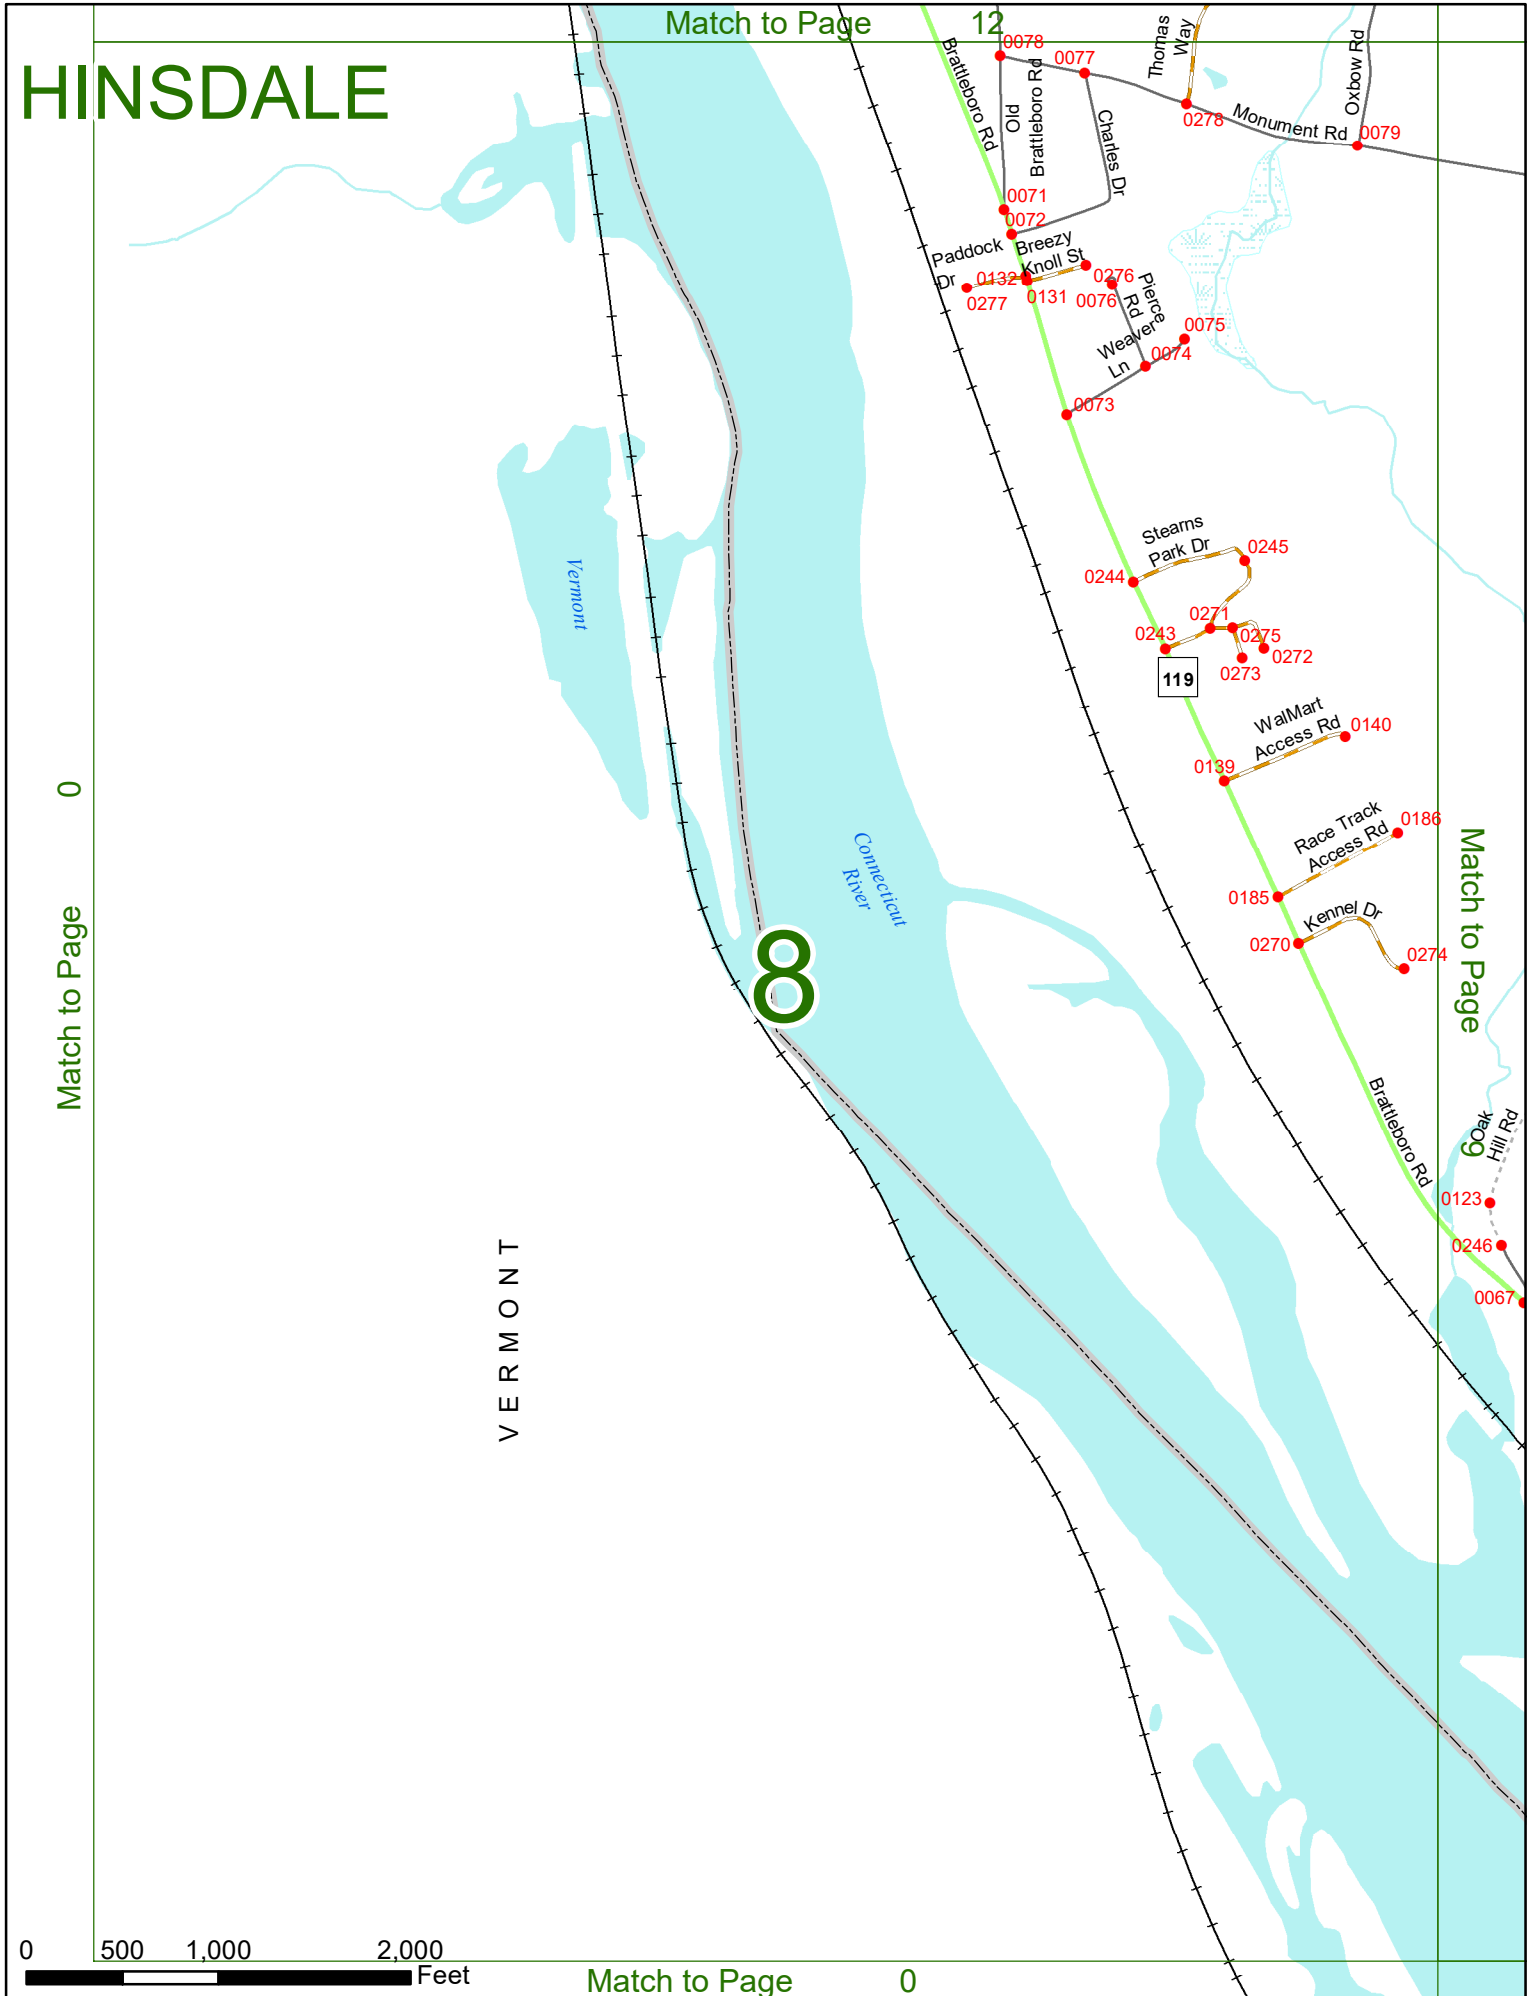 Match to Page 12
HINSDALE
Brattleboro Rd
Old
Brattleboro Rd
0078
0077
Thomas
Way
Oxbow Rd
0278
Monument Rd
0079
Charles Dr
0071
0072
Paddock
Dr
Breezy
Knoll St
0132
0277
0131
0276
0076
Pierce
Rd
0075
Weaver
Ln
0074
0073
Stearns
Park Dr
0245
0244
Vermont
0271
0243
0275
0272
0273
119
WalMart
Access Rd
0140
0139
Match to Page 0
Connecticut
River
Race Track
Access Rd
0186
0185
Kennel Dr
0270
0274
Match to Page 9
8
Brattleboro Rd
Oak
Hill Rd
0123
0246
0067
VERMONT
0 500 1,000 2,000
Feet
Match to Page 0